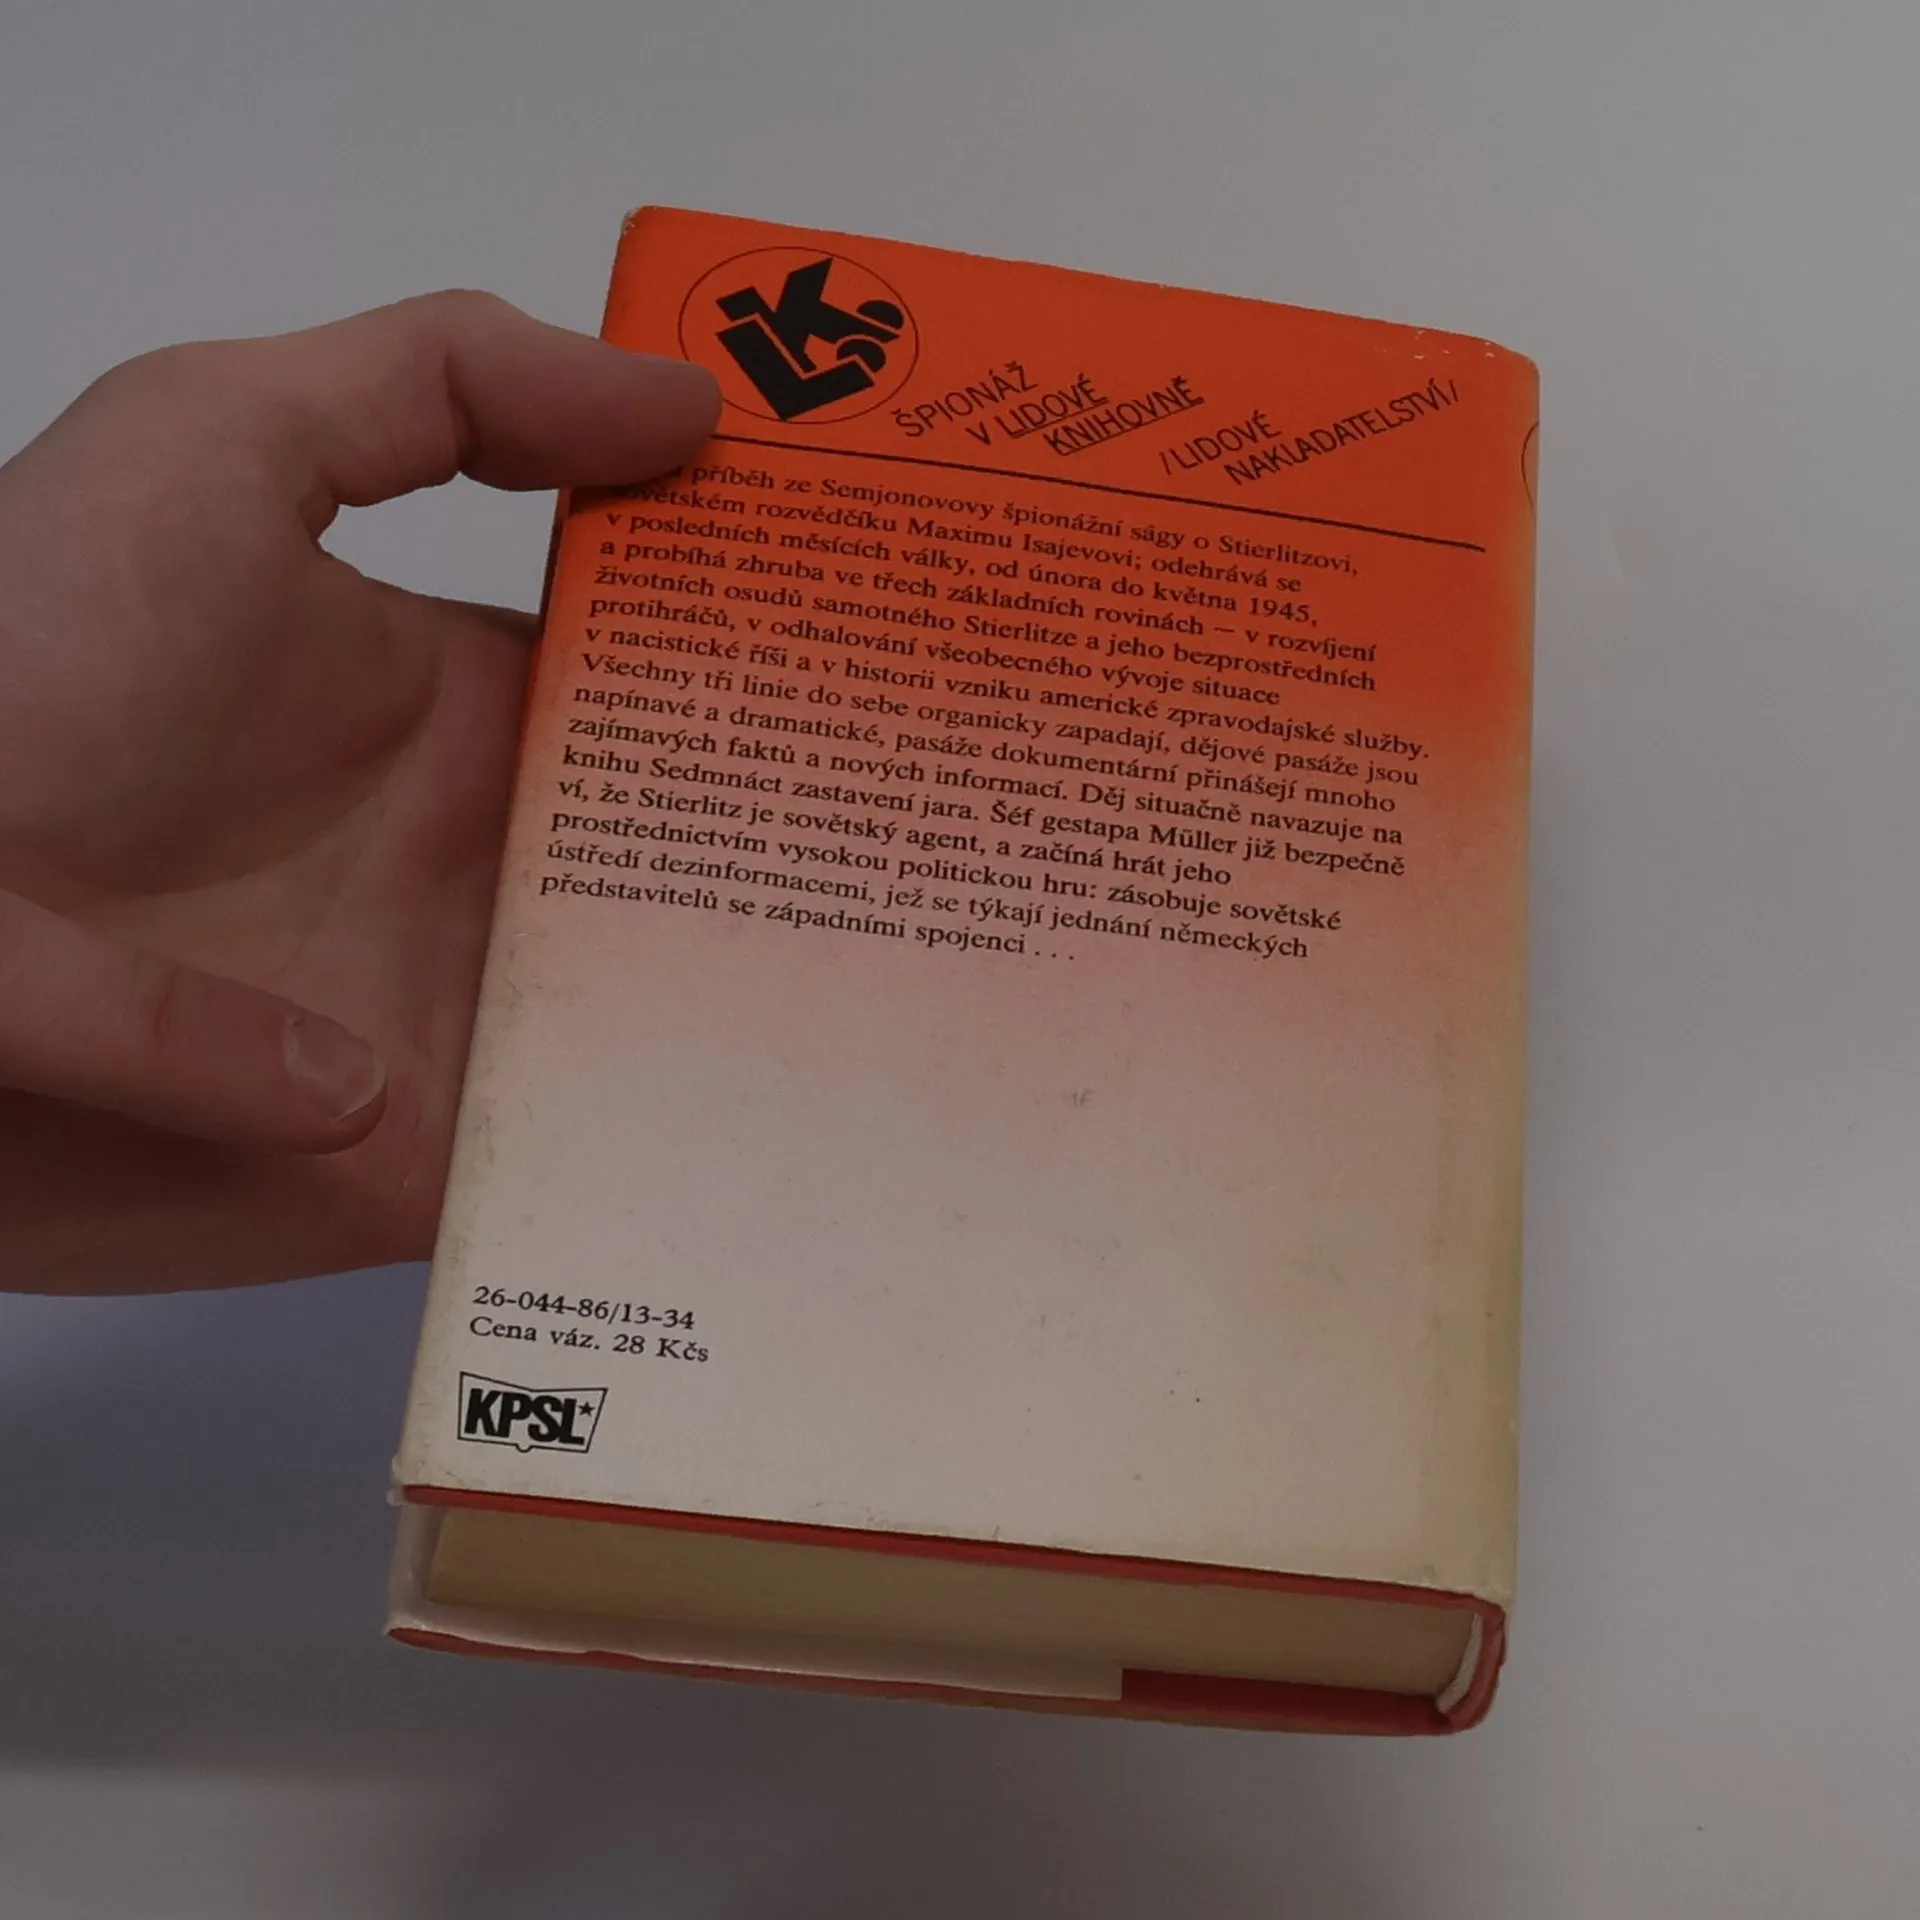 LK
ŠPIONÁŽ
V LIDOVÉ
KNIHOVNĚ
/LIDOVÉ
NAKLADATELSTVÍ/
příběh ze Semjonovovy špionážní ságy o Stierlitzovi,
sovětském rozvědčíku Maximu Isajevovi; odehrává se
v posledních měsících války, od února do května 1945,
a probíhá zhruba ve třech základních rovinách — v rozvíjení
životních osudů samotného Stierlitze a jeho bezprostředních
protihráčů, v odhalování všeobecného vývoje situace
v nacistické říši a v historii vzniku americké zpravodajské služby.
Všechny tři linie do sebe organicky zapadají, dějové pasáže jsou
napínavé a dramatické, pasáže dokumentární přinášejí mnoho
zajímavých faktů a nových informací. Děj situačně navazuje na
knihu Sedmnáct zastavení jara. Šéf gestapa Müller již bezpečně
ví, že Stierlitz je sovětský agent, a začíná hrát jeho
prostřednictvím vysokou politickou hru: zásobuje sovětské
ústředí dezinformacemi, jež se týkají jednání německých
představitelů se západními spojenci . . .
26-044-86/13-34
Cena váz. 28 Kčs
KPSL